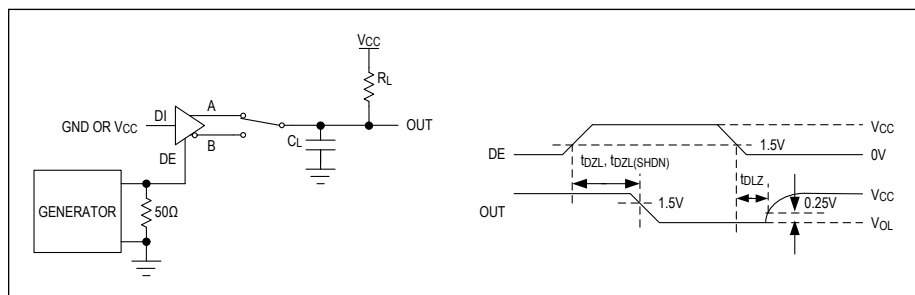 VCC
RL
A
DI
GND OR VCC
OUT
B
CL
DE
GENERATOR
50Ω
VCC
1.5V
DE
0V
tDZL, tDZL(SHDN)
tDLZ
VCC
OUT
1.5V
0.25V
VOL